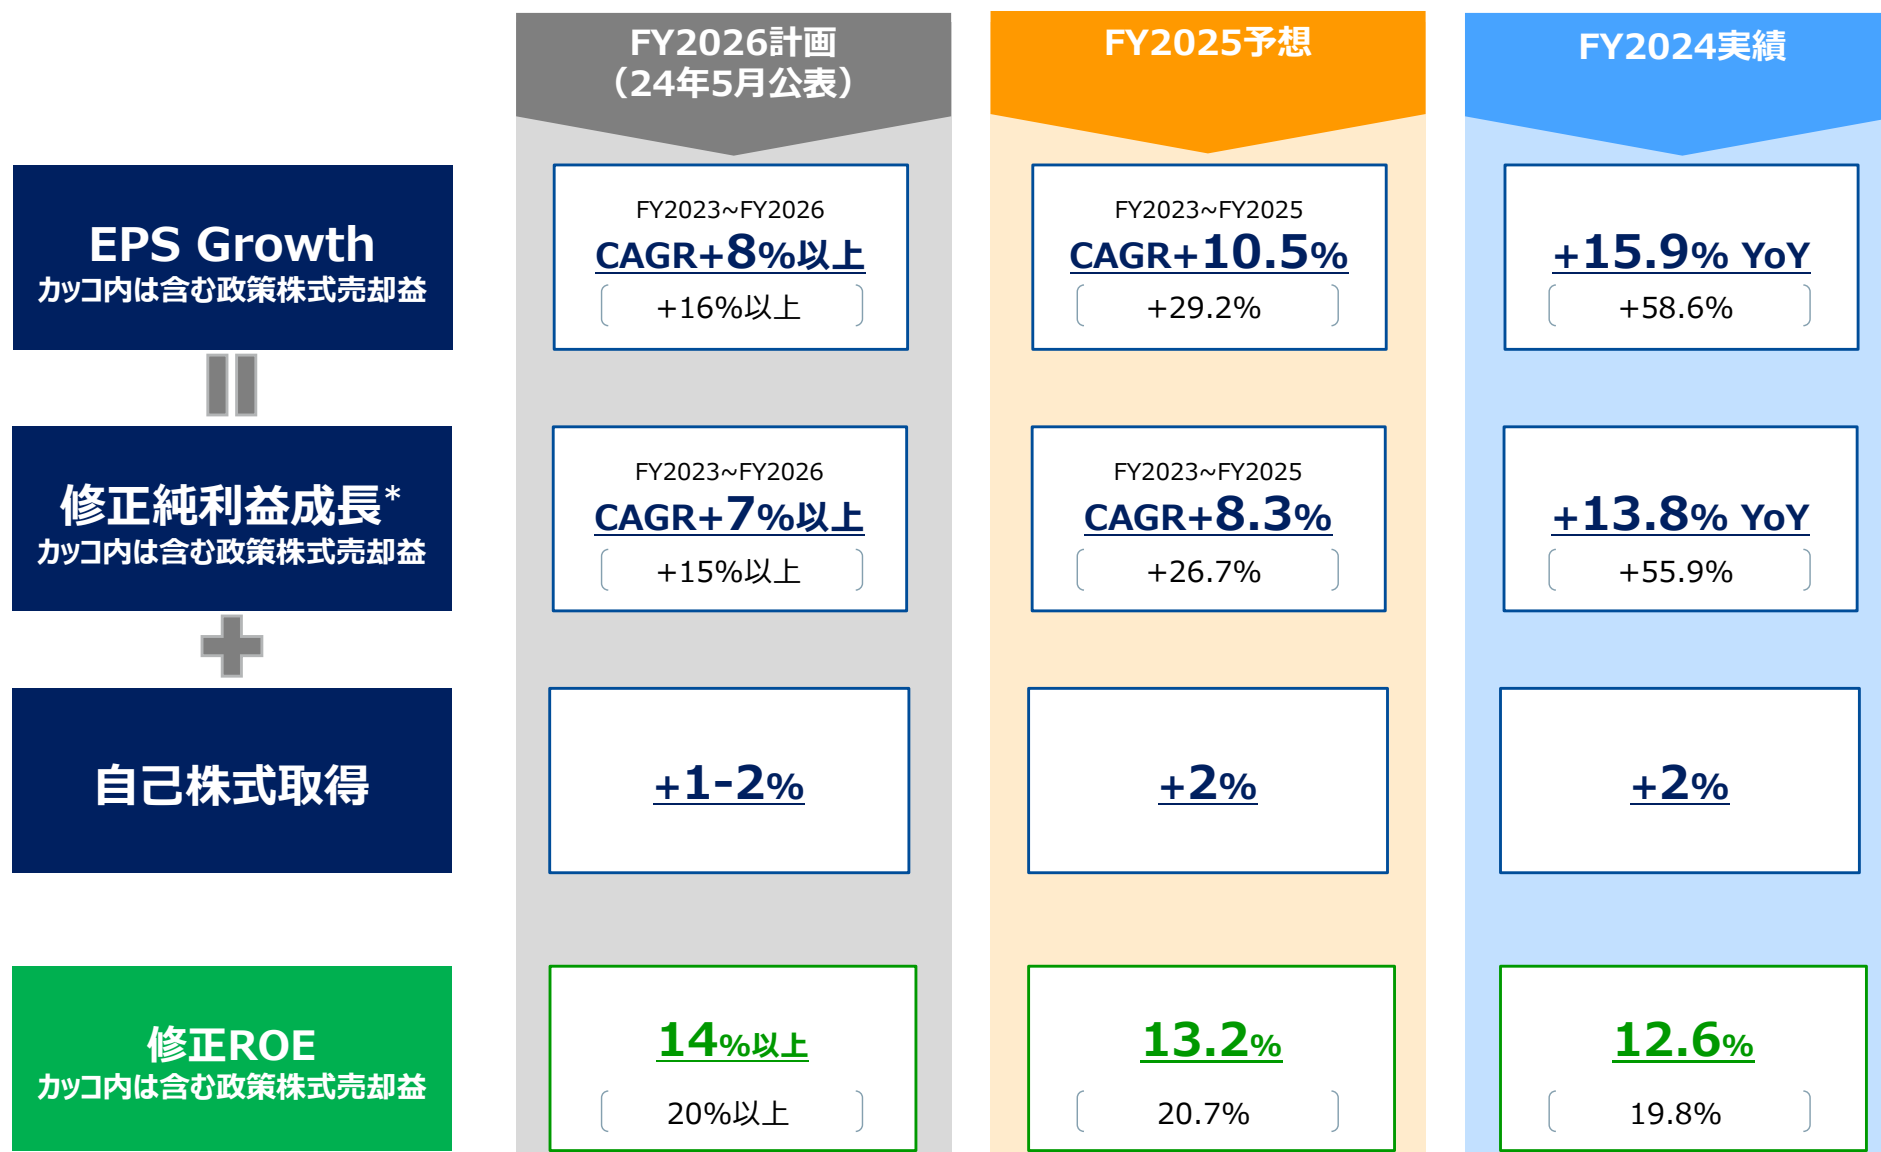 FY2026計画
（24年5月公表）
FY2025予想
FY2024実績
EPS Growth
カッコ内は含む政策株式売却益
FY2023~FY2026
CAGR+8%以上
+16%以上
FY2023~FY2025
CAGR+10.5%
+29.2%
+15.9% YoY
+58.6%
修正純利益成長*
カッコ内は含む政策株式売却益
FY2023~FY2026
CAGR+7%以上
+15%以上
FY2023~FY2025
CAGR+8.3%
+26.7%
+13.8% YoY
+55.9%
自己株式取得
+1-2%
+2%
+2%
修正ROE
カッコ内は含む政策株式売却益
14%以上
20%以上
13.2%
20.7%
12.6%
19.8%